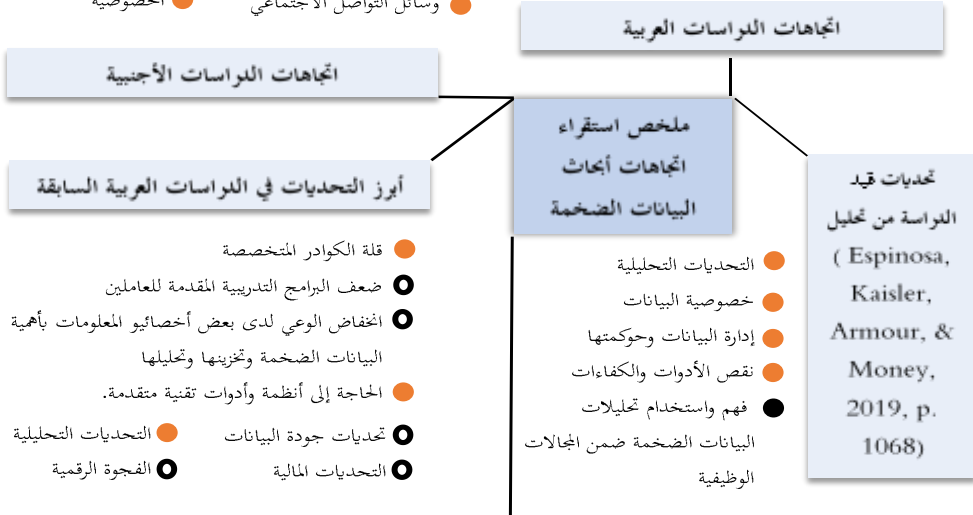 وسائل التواصل الاجتماعي
الخصوصية
اتجاهات الدراسات العربية
اتجاهات الدراسات الأجنبية
ملخص استقراء
اتجاهات أبحاث
البيانات الضخمة
تحديات قيد
الدراسة من تحليل
( Espinosa,
Kaisler,
Armour, &
Money,
2019, p.
1068)
التحديات التحليلية
خصوصية البيانات
إدارة البيانات وحوكمتها
نقص الأدوات والكفاءات
فهم واستخدام تحليلات
البيانات الضخمة ضمن المجالات
الوظيفية
أبرز التحديات في الدراسات العربية السابقة
قلة الكوادر المتخصصة
ضعف البرامج التدريبية المقدمة للعاملين
انخفاض الوعي لدى بعض أخصائيو المعلومات بأهمية
البيانات الضخمة وتخزينها وتحليلها
الحاجة إلى أنظمة وأدوات تقنية متقدمة.
تحديات جودة البيانات
التحديات التحليلية
التحديات المالية
الفجوة الرقمية